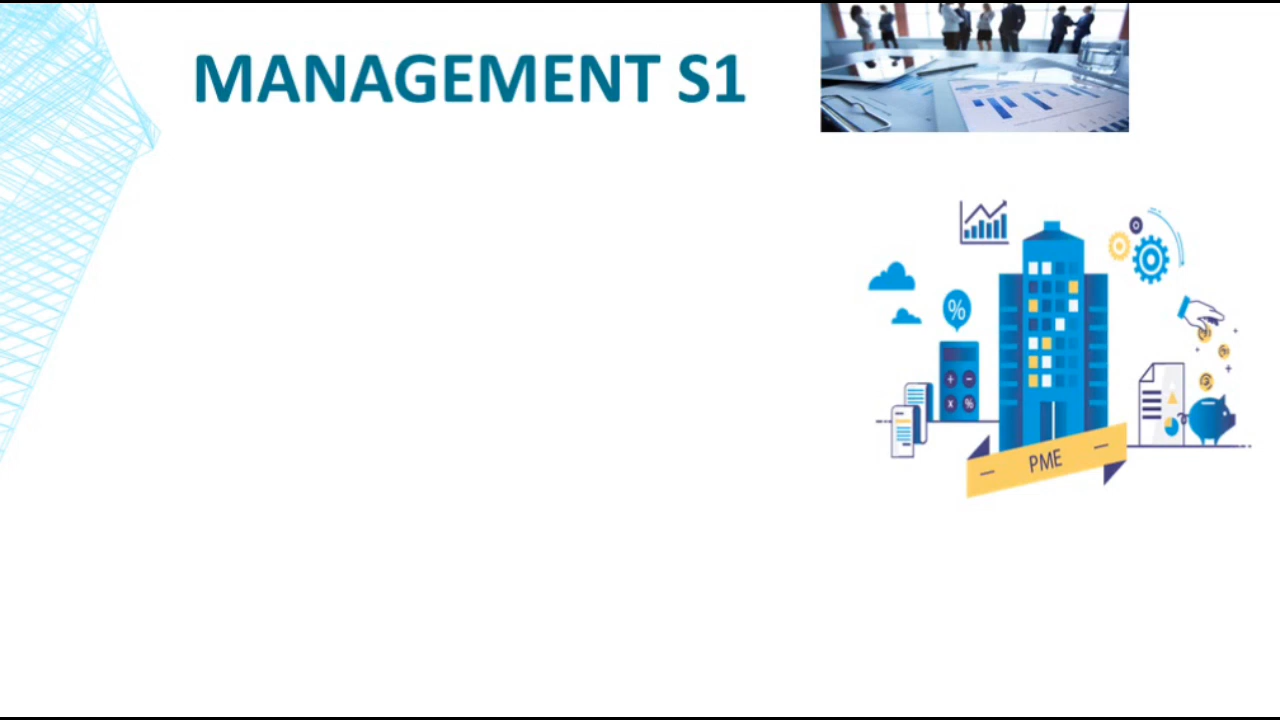 MANAGEMENT S1
%
+ -
x %
PME